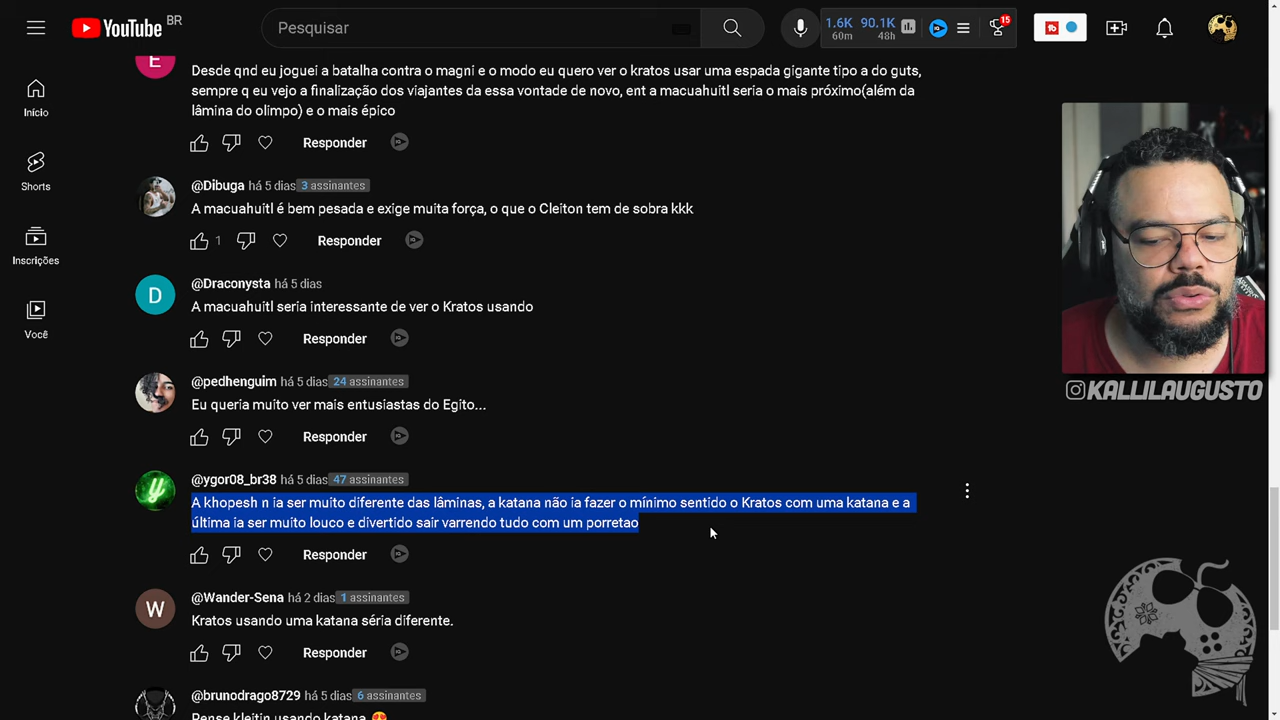 YouTube BR
Pesquisar
1.6K 90.1K
60m 48h
15
E
Desde qnd eu joguei a batalha contra o magni e o modo eu quero ver o kratos usar uma espada gigante tipo a do guts,
sempre q eu vejo a finalização dos viajantes da essa vontade de novo, ent a macuahuitl seria o mais próximo(além da
lâmina do olimpo) e o mais épico
Responder
Início
Shorts
Inscrições
Você
@Dibuga há 5 dias 3 assinantes
A macuahuitl é bem pesada e exige muita força, o que o Cleiton tem de sobra kkk
1 Responder
D
@Draconysta há 5 dias
A macuahuitl seria interessante de ver o Kratos usando
Responder
@pedhenguim há 5 dias 24 assinantes
Eu queria muito ver mais entusiastas do Egito...
Responder
@ygor08_br38 há 5 dias 47 assinantes
A khopesh n ia ser muito diferente das lâminas, a katana não ia fazer o mínimo sentido o Kratos com uma katana e a
última ia ser muito louco e divertido sair varrendo tudo com um porretao
Responder
W
@Wander-Sena há 2 dias 1 assinantes
Kratos usando uma katana séria diferente.
Responder
@brunodrago8729 há 5 dias 6 assinantes
Pense kleitin usando katana 😍
@KALLILAUGUSTO